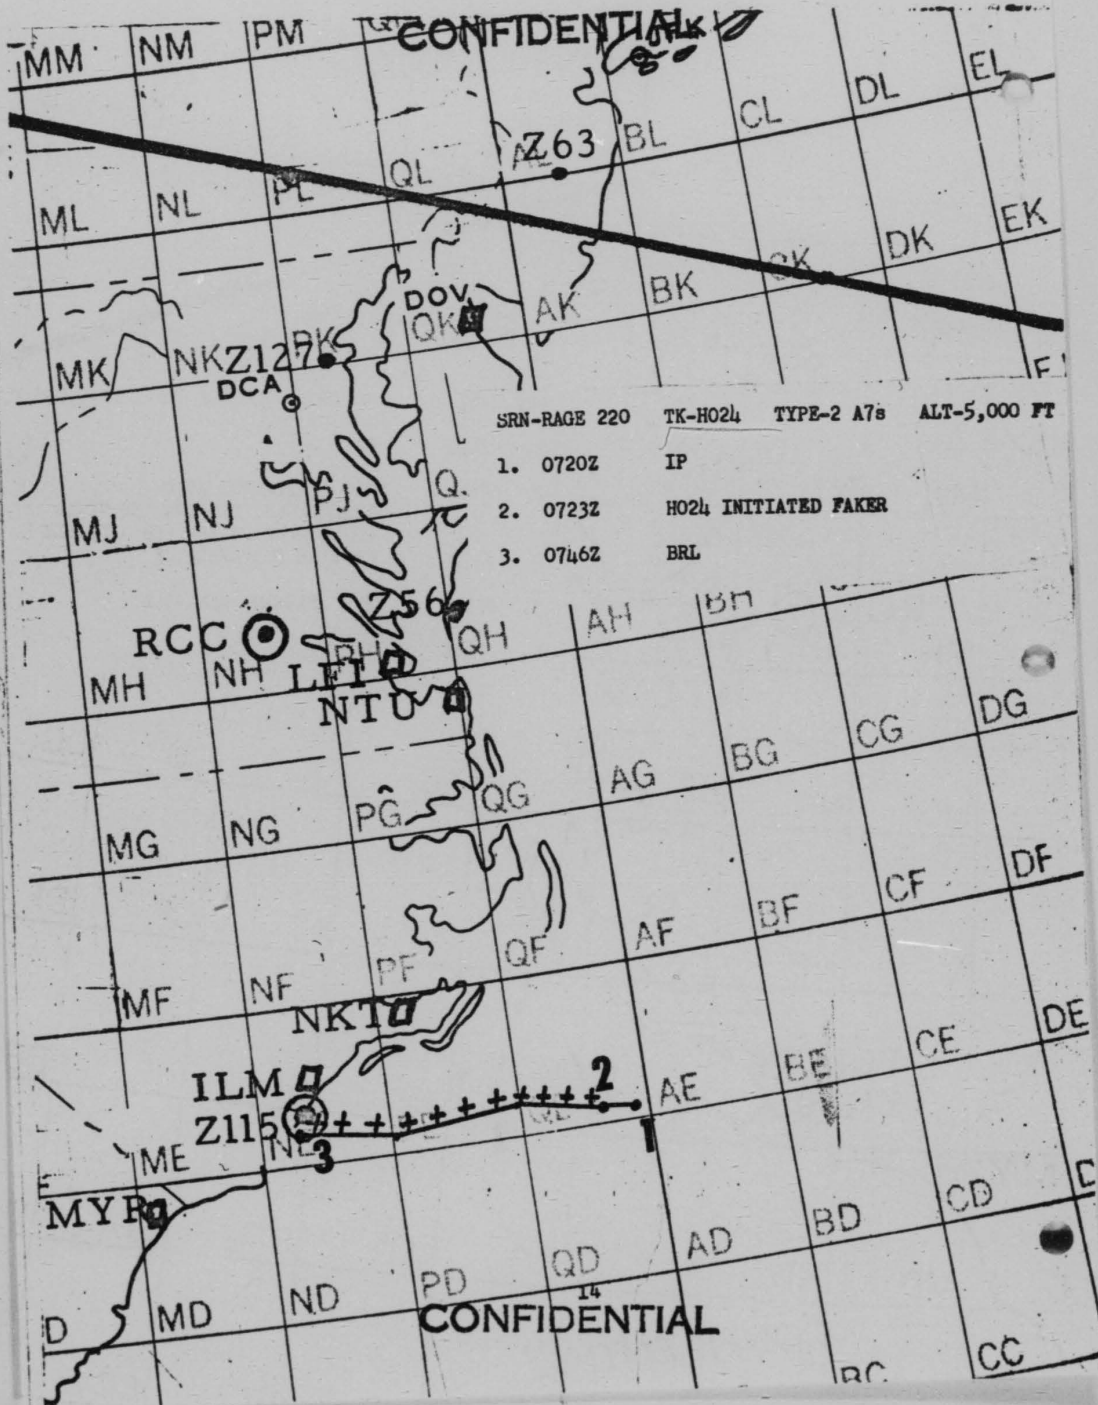 CONFIDENTIAL
MM NM PM
EL
DL
CL
BL
Z63
QL
PL
NL
ML
EK
DK
CK
BK
AK
DOV
QK
PK
NK Z127
MK
DCA
SRN-RAGE 220 TK-H024 TYPE-2 A7s ALT-5,000 FT
1. 0720Z IP
2. 0723Z H024 INITIATED FAKER
3. 0746Z BRL
PJ
NJ
MJ
Z56
BH
AH
QH
RCC
PH
NH
LFI
MH
NTU
DG
CG
BG
AG
QG
PG
NG
MG
DF
CF
BF
AF
QF
PF
NF
MF
NKT
DE
CE
BE
AE
2
ILM
Z115
1
3
ME
MYR
CD
BD
AD
QD
PD
ND
MD
D
14
CONFIDENTIAL
CC
BC